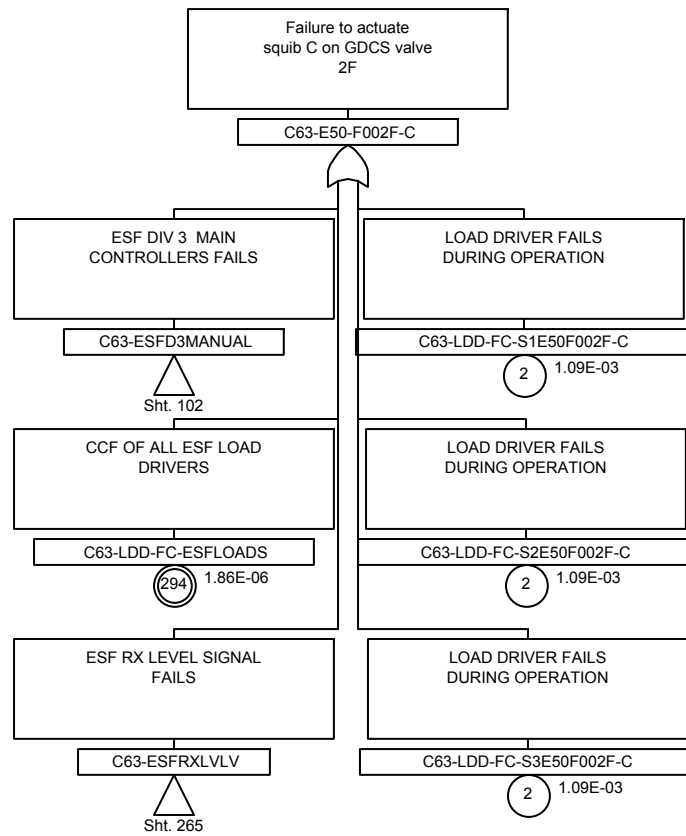 Failure to actuate
squib C on GDCS valve
2F
C63-E50-F002F-C
ESF DIV 3 MAIN
CONTROLLERS FAILS
C63-ESFD3MANUAL
Sht. 102
LOAD DRIVER FAILS
DURING OPERATION
C63-LDD-FC-S1E50F002F-C
2
1.09E-03
CCF OF ALL ESF LOAD
DRIVERS
C63-LDD-FC-ESFLOADS
294
1.86E-06
LOAD DRIVER FAILS
DURING OPERATION
C63-LDD-FC-S2E50F002F-C
2
1.09E-03
ESF RX LEVEL SIGNAL
FAILS
C63-ESFRXLVLV
Sht. 265
LOAD DRIVER FAILS
DURING OPERATION
C63-LDD-FC-S3E50F002F-C
2
1.09E-03